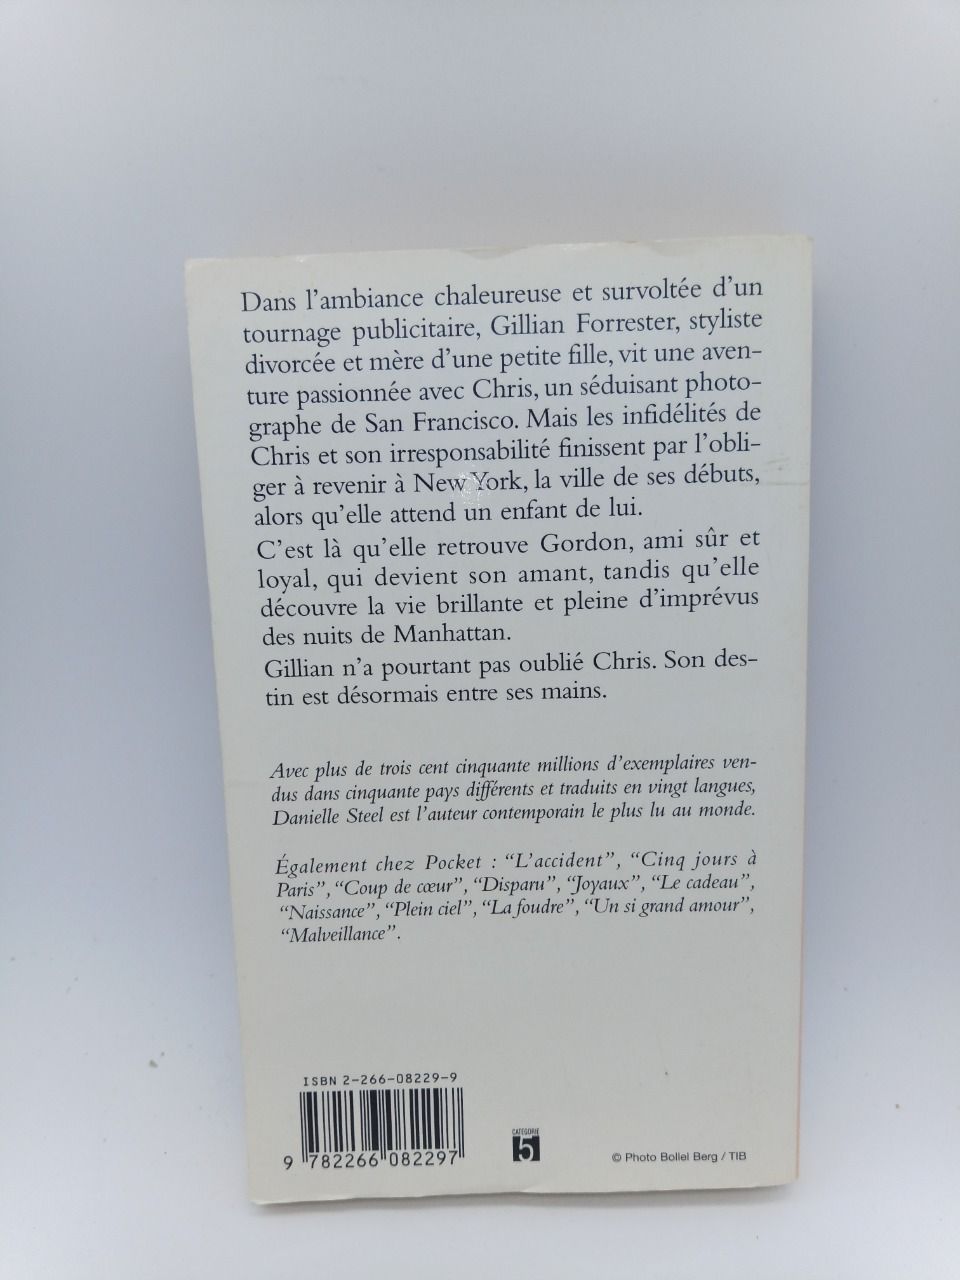 Dans l'ambiance chaleureuse et survoltée d'un
tournage publicitaire, Gillian Forrester, styliste
divorcée et mère d'une petite fille, vit une aven-
ture passionnée avec Chris, un séduisant photo-
graphe de San Francisco. Mais les infidélités de
Chris et son irresponsabilité finissent par l'obli-
ger à revenir à New York, la ville de ses débuts,
alors qu'elle attend un enfant de lui.
C'est là qu'elle retrouve Gordon, ami sûr et
loyal, qui devient son amant, tandis qu'elle
découvre la vie brillante et pleine d'imprévus
des nuits de Manhattan.
Gillian n'a pourtant pas oublié Chris. Son des-
tin est désormais entre ses mains.
Avec plus de trois cent cinquante millions d'exemplaires ven-
dus dans cinquante pays différents et traduits en vingt langues,
Danielle Steel est l'auteur contemporain le plus lu au monde.
Également chez Pocket : “L'accident”, “Cinq jours à
Paris”, “Coup de cœur”, “Disparu”, “Joyaux”, “Le cadeau”,
“Naissance”, “Plein ciel”, “La foudre”, “Un si grand amour”,
“Malveillance”.
ISBN 2-266-08229-9
9 782266 082297
CATÉGORIE
5
© Photo Bollel Berg / TIB